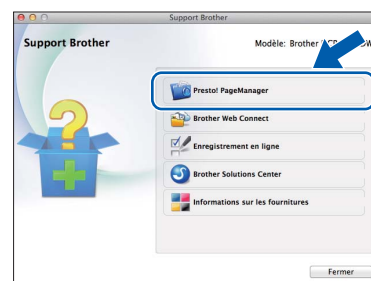 Support Brother
Support Brother
Modèle: Brother
Presto! PageManager
Brother Web Connect
Enregistrement en ligne
Brother Solutions Center
Informations sur les fournitures
Fermer